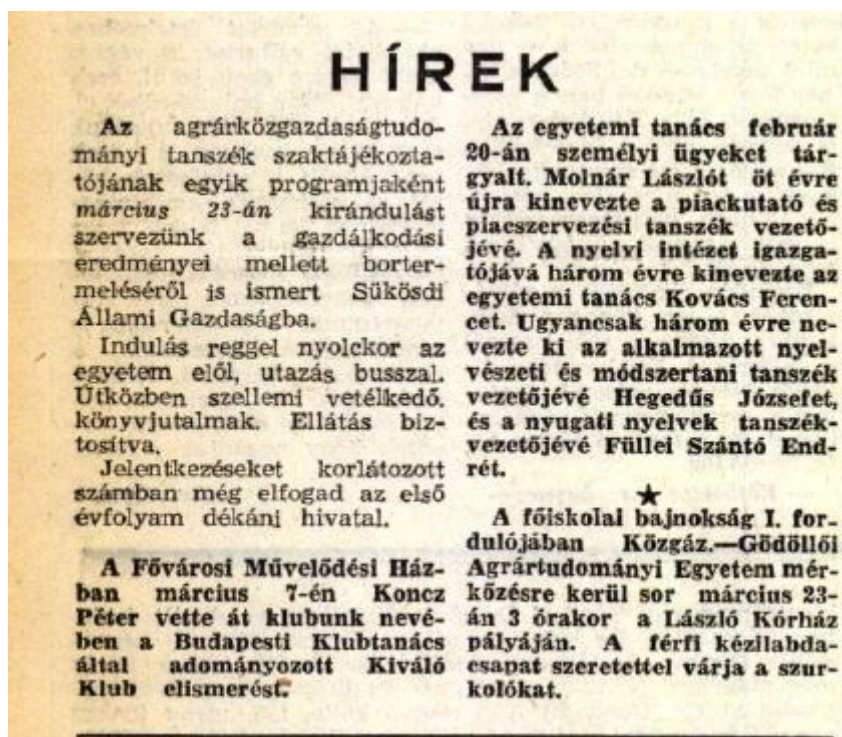 HÍREK
Az agrárközgazdaságtudo-
mányi tanszék szaktájékozta-
tójának egyik programjaként
március 23-án kirándulást
szervezünk a gazdálkodási
eredményei mellett borter-
meléséről is ismert Sükösdi
Állami Gazdaságba.
Indulás reggel nyolckor az
egyetem elől, utazás busszal.
Útközben szellemi vetélkedő,
könyvjutalmak. Ellátás biz-
tosítva.
Jelentkezéseket korlátozott
számban még elfogad az első
évfolyam dékáni hivatal.
A Fővárosi Művelődési Ház-
ban március 7-én Koncz
Péter vette át klubunk nevé-
ben a Budapesti Klubtanács
által adományozott Kiváló
Klub elismerést.
Az egyetemi tanács február
20-án személyi ügyeket tár-
gyalt. Molnár Lászlót öt évre
újra kinevezte a piackutató és
piacszervezési tanszék vezető-
jévé. A nyelvi intézet igazga-
tójává három évre kinevezte az
egyetemi tanács Kovács Feren-
cet. Ugyancsak három évre ne-
vezte ki az alkalmazott nyel-
vészeti és módszertani tanszék
vezetőjévé Hegedűs Józsefet,
és a nyugati nyelvek tanszék-
vezetőjévé Füllei Szántó End-
rét.
★
A főiskolai bajnokság I. for-
dulójában Közgáz.—Gödöllői
Agrártudományi Egyetem mér-
kőzésre kerül sor március 23-
án 3 órakor a László Kórház
pályáján. A férfi kézilabda-
csapat szeretettel várja a szur-
kolókat.